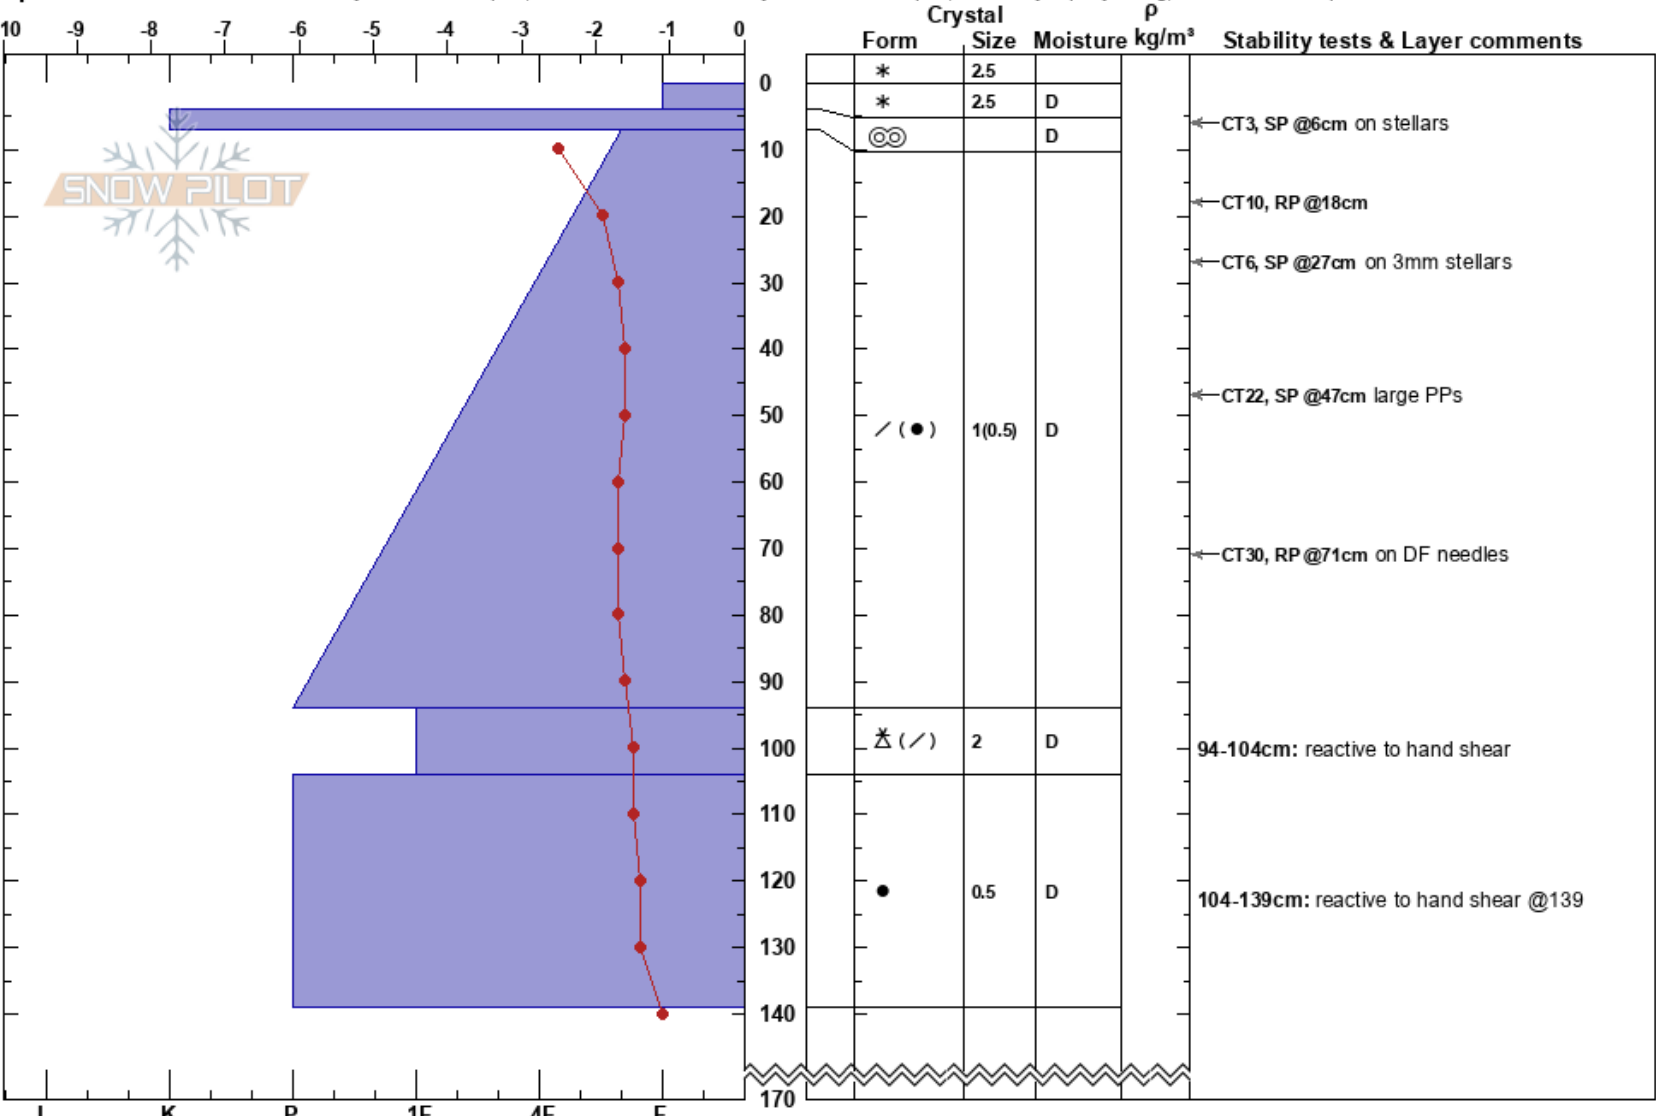 Crystal ρ
10 -9 -8 -7 -6 -5 -4 -3 -2 -1 0
Form Size Moisture kg/m³ Stability tests & Layer comments
2.5
0
2.5 D
CT3, SP @6cm on stellars
D
10
SNOW PILOT
CT10, RP @18cm
20
CT6, SP @27cm on 3mm stellars
30
40
CT22, SP @47cm large PPs
50
/ (●) 1(0.5) D
60
70
CT30, RP @71cm on DF needles
80
90
(/) 2 D
100
94-104cm: reactive to hand shear
110
120
● 0.5 D
104-139cm: reactive to hand shear @139
130
140
170
I K P 1F 4F F